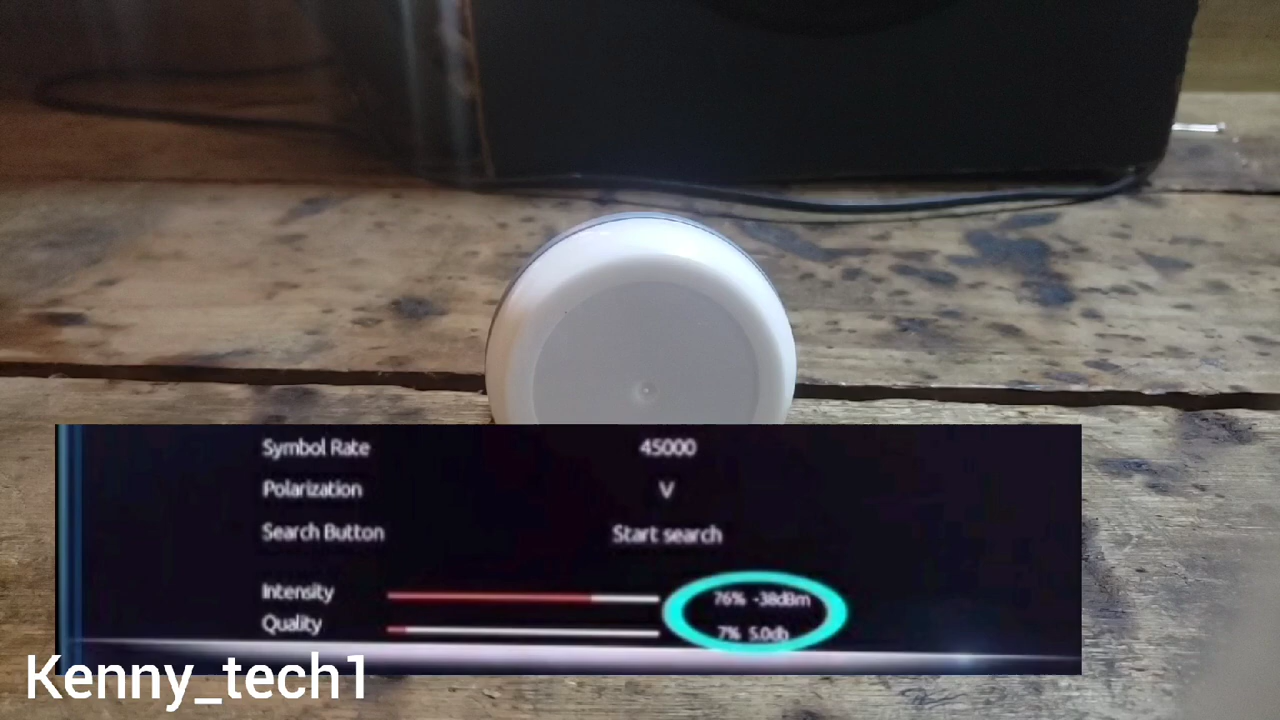 Symbol Rate 45000
Polarization V
Search Button Start search
Intensity 76% -38dBm
Quality 7% 5.0db
Kenny_tech1